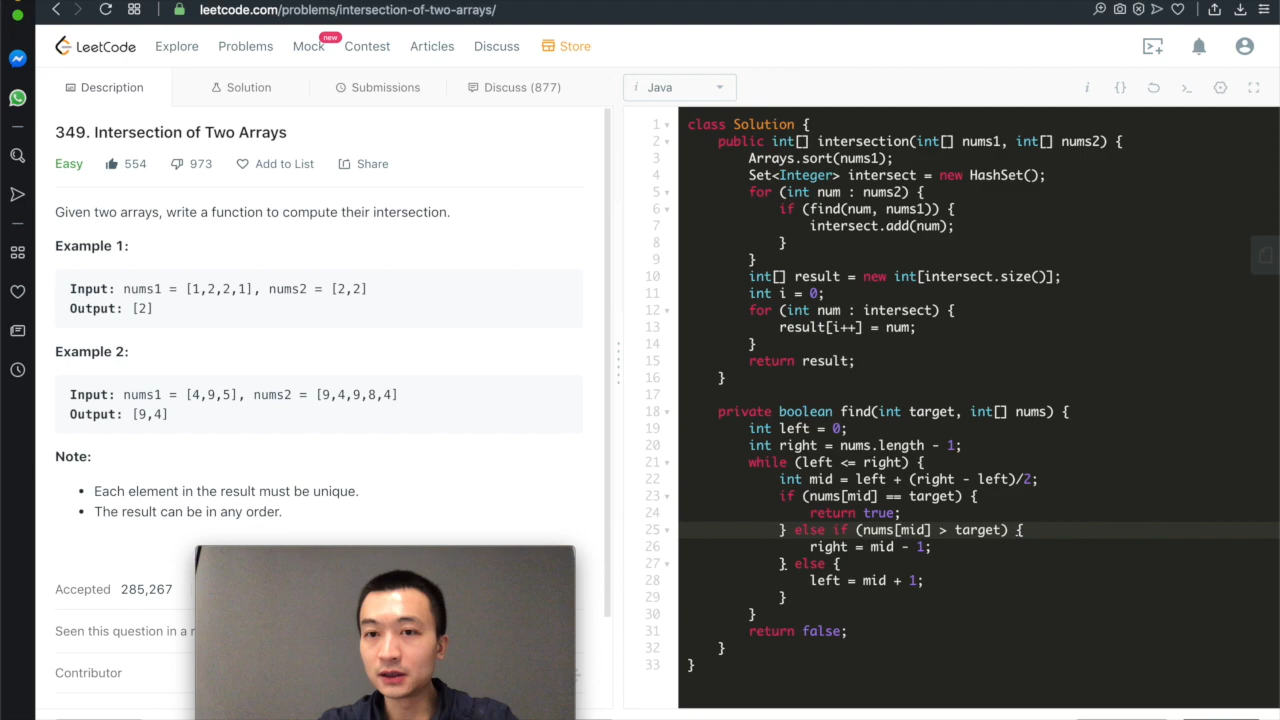 leetcode.com/problems/intersection-of-two-arrays/
LeetCode Explore Problems Mock new Contest Articles Discuss Store
Description Solution Submissions Discuss (877)
i Java
349. Intersection of Two Arrays
Easy 554 973 Add to List Share
Given two arrays, write a function to compute their intersection.
Example 1:
Input: nums1 = [1,2,2,1], nums2 = [2,2]
Output: [2]
Example 2:
Input: nums1 = [4,9,5], nums2 = [9,4,9,8,4]
Output: [9,4]
Note:
• Each element in the result must be unique.
• The result can be in any order.
Accepted 285,267
Seen this question in a r
Contributor
1 class Solution {
2 public int[] intersection(int[] nums1, int[] nums2) {
3 Arrays.sort(nums1);
4 Set<Integer> intersect = new HashSet();
5 for (int num : nums2) {
6 if (find(num, nums1)) {
7 intersect.add(num);
8 }
9 }
10 int[] result = new int[intersect.size()];
11 int i = 0;
12 for (int num : intersect) {
13 result[i++] = num;
14 }
15 return result;
16 }
17
18 private boolean find(int target, int[] nums) {
19 int left = 0;
20 int right = nums.length - 1;
21 while (left <= right) {
22 int mid = left + (right - left)/2;
23 if (nums[mid] == target) {
24 return true;
25 } else if (nums[mid] > target) {
26 right = mid - 1;
27 } else {
28 left = mid + 1;
29 }
30 }
31 return false;
32 }
33 }